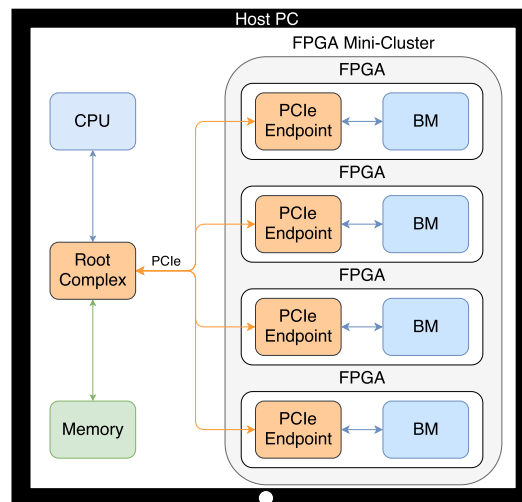 Host PC
FPGA Mini-Cluster
FPGA
CPU
PCIe
Endpoint
BM
FPGA
PCIe
Endpoint
BM
Root
Complex
PCIe
FPGA
PCIe
Endpoint
BM
FPGA
Memory
PCIe
Endpoint
BM